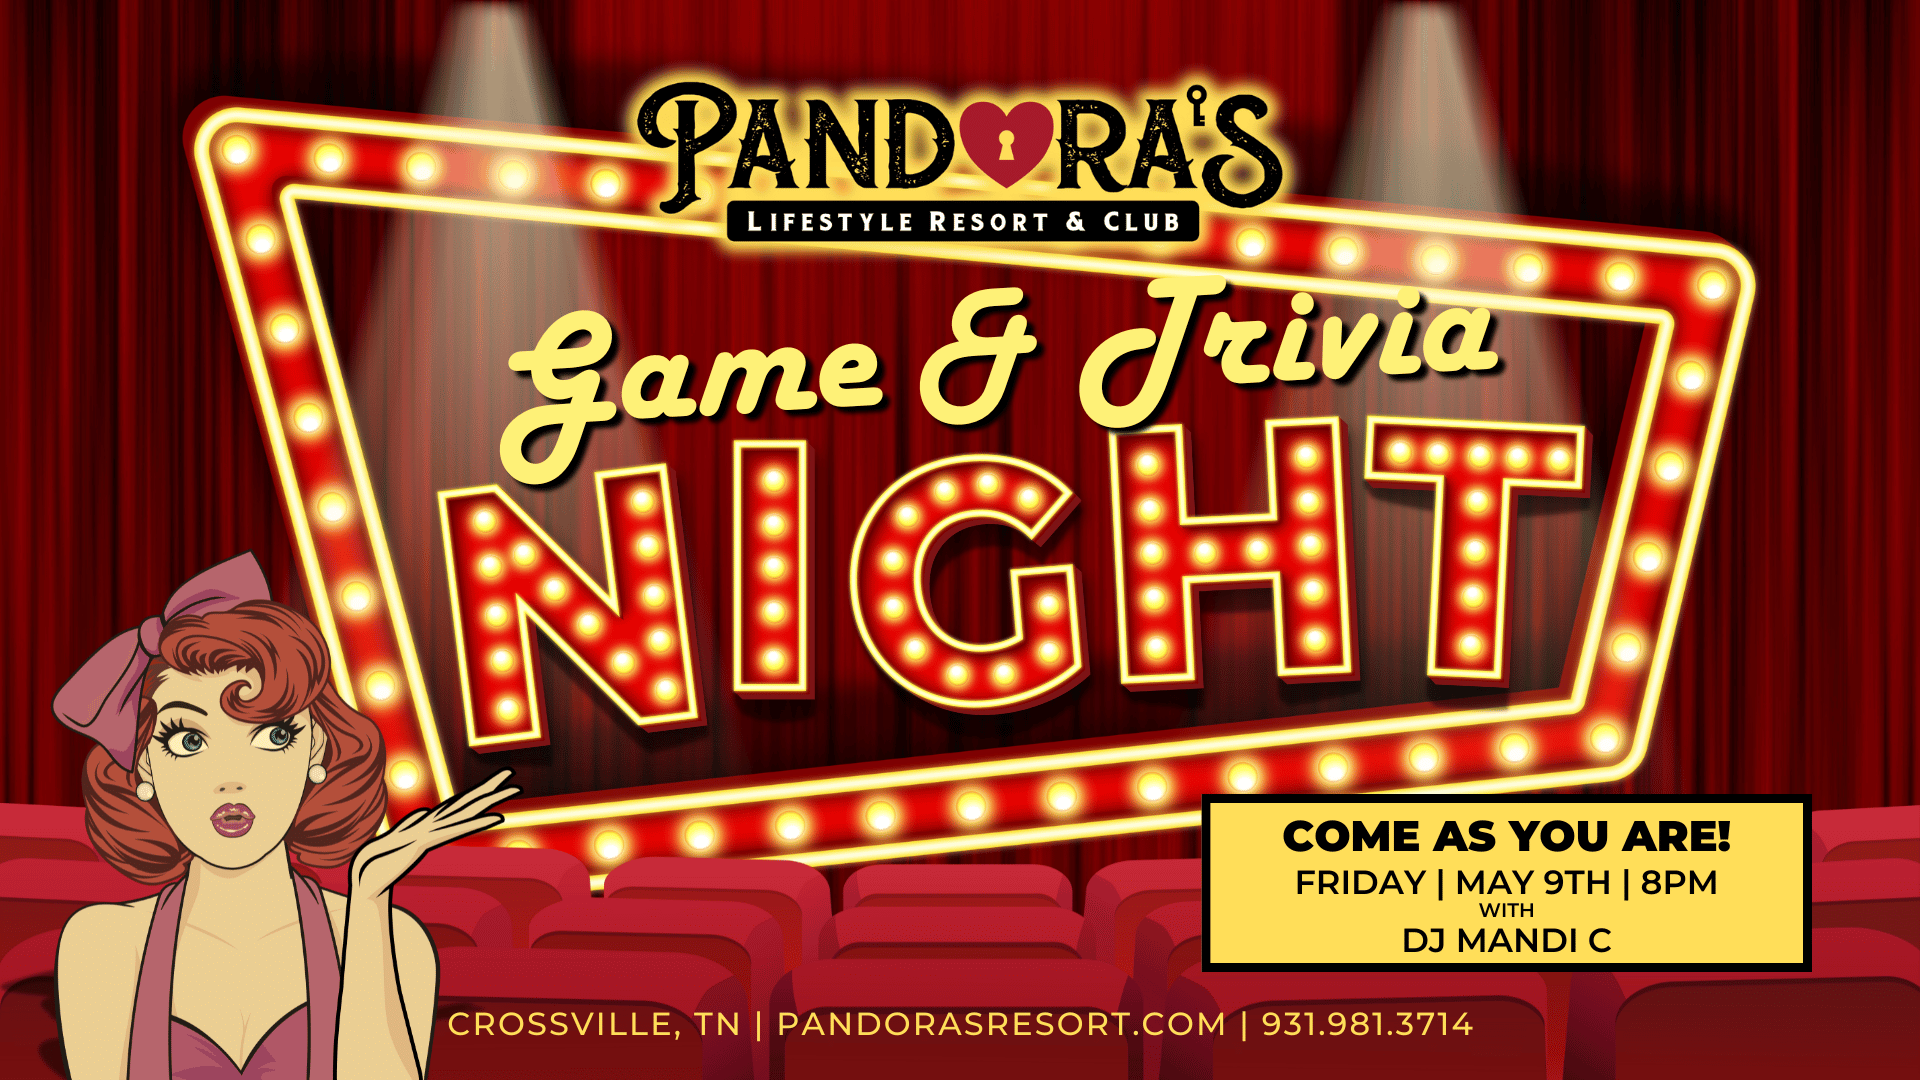 PANDORA'S
LIFESTYLE RESORT & CLUB
Game & Trivia
NIGHT
COME AS YOU ARE!
FRIDAY | MAY 9TH | 8PM
WITH
DJ MANDI C
CROSSVILLE, TN | PANDORASRESORT.COM | 931.981.3714